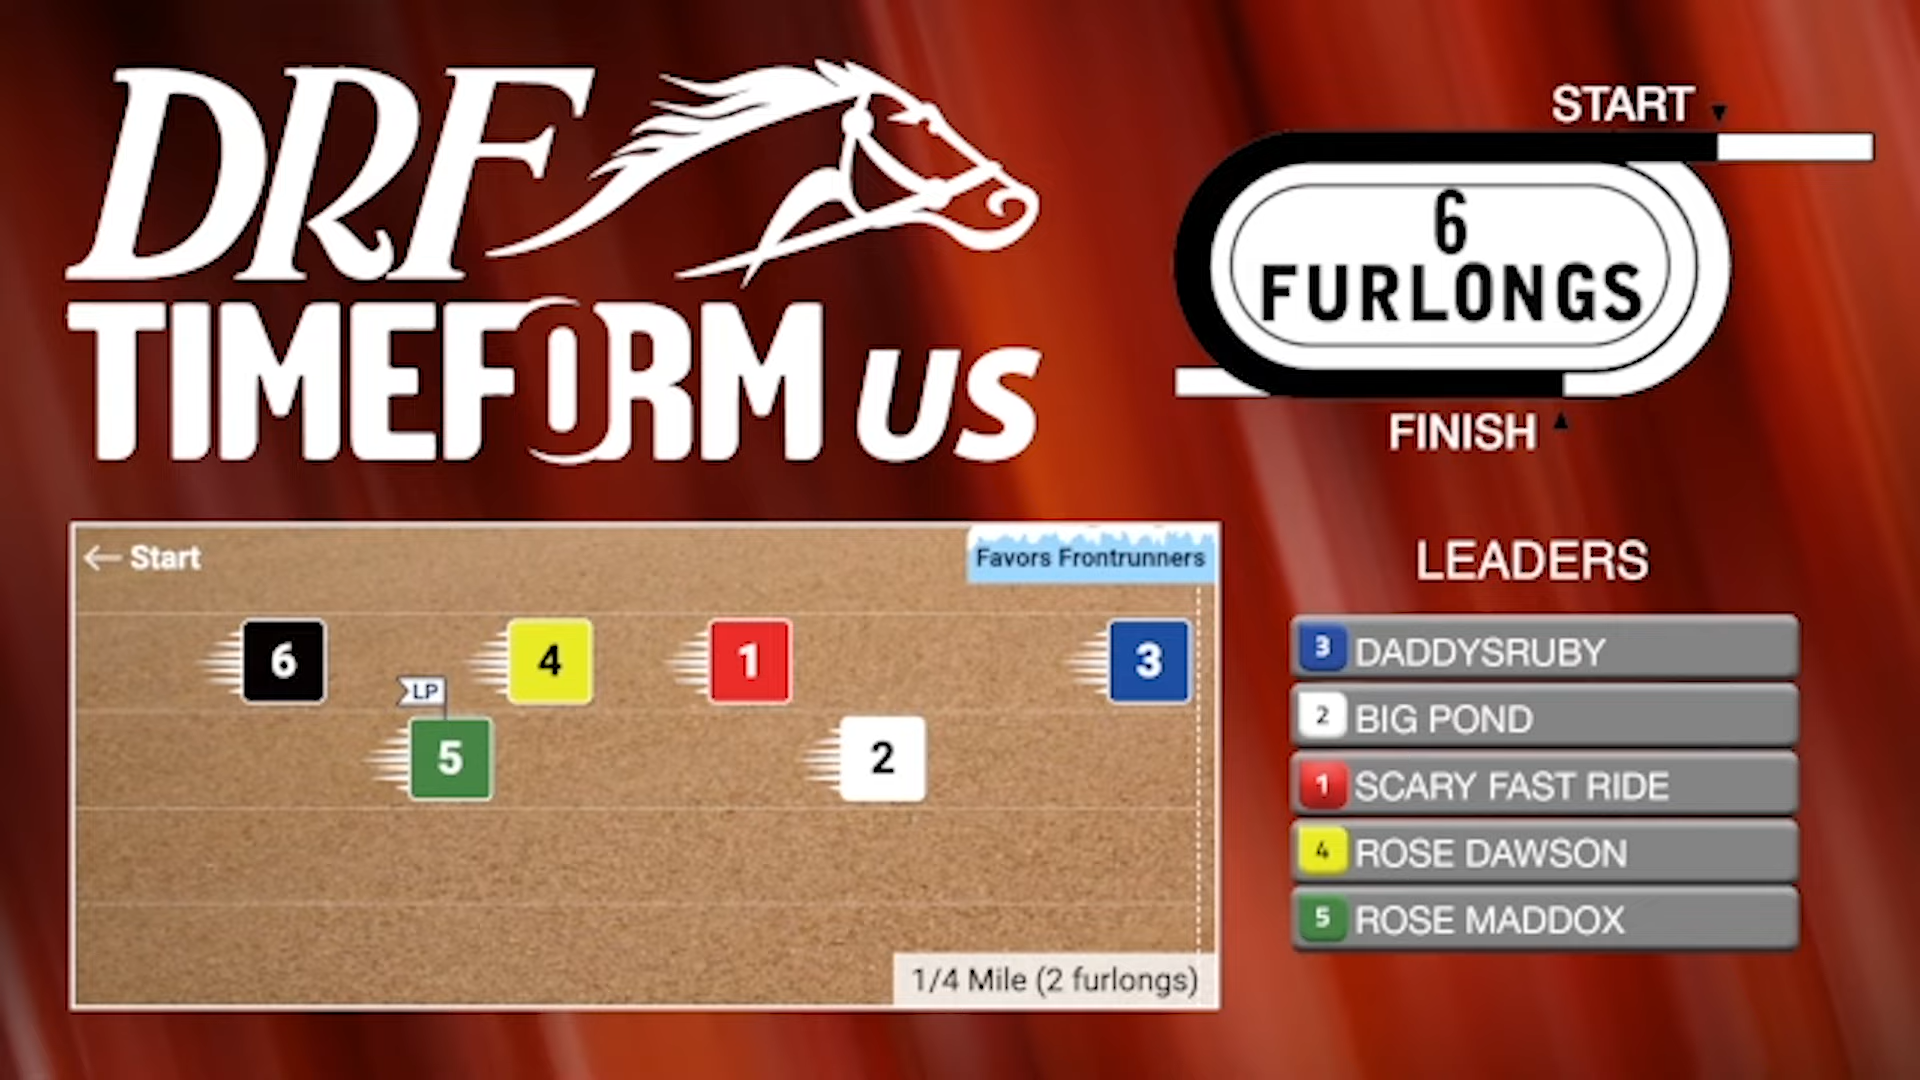 DRF
TIMEFORM US
START
6
FURLONGS
FINISH
← Start
Favors Frontrunners
6
4
1
3
LP
5
2
1/4 Mile (2 furlongs)
LEADERS
3 DADDYSRUBY
2 BIG POND
1 SCARY FAST RIDE
4 ROSE DAWSON
5 ROSE MADDOX